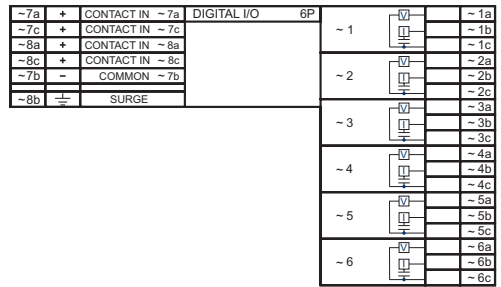 ~7a + CONTACT IN ~7a DIGITAL I/O 6P
~7c + CONTACT IN ~7c
~8a + CONTACT IN ~8a
~8c + CONTACT IN ~8c
~7b – COMMON ~7b
~8b SURGE
~1 V ~1a
I ~1b
~1c
~2 V ~2a
I ~2b
~2c
~3 V ~3a
I ~3b
~3c
~4 V ~4a
I ~4b
~4c
~5 V ~5a
I ~5b
~5c
~6 V ~6a
I ~6b
~6c